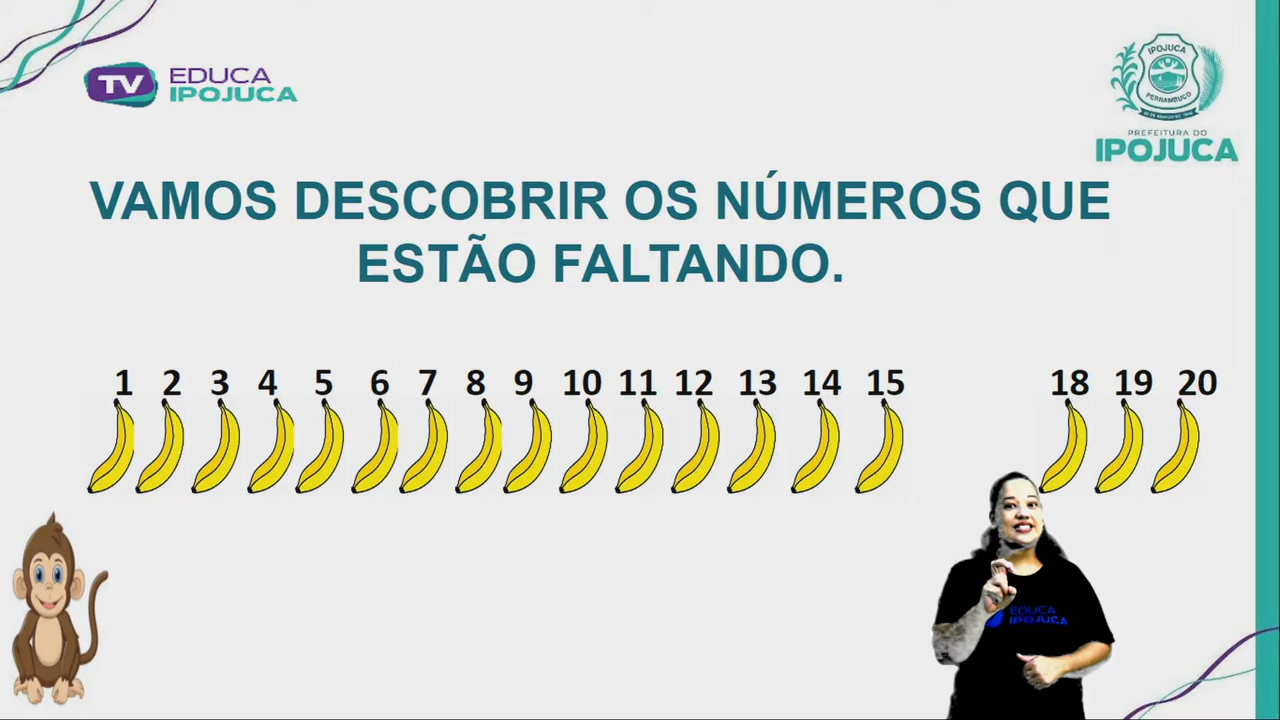 TV EDUCA
IPOJUCA
IPOJUCA
PERNAMBUCO
PREFEITURA DO
IPOJUCA
VAMOS DESCOBRIR OS NÚMEROS QUE
ESTÃO FALTANDO.
1 2 3 4 5 6 7 8 9 10 11 12 13 14 15 18 19 20
EDUCA
IPOJUCA